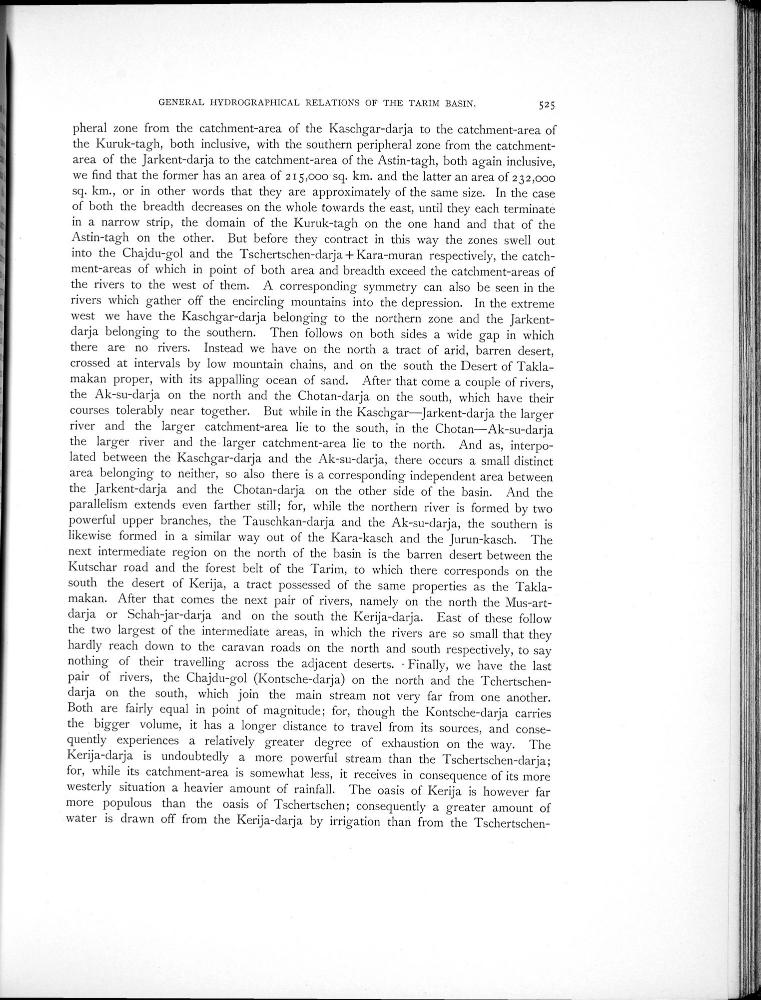 GENERAL HYDROGRAPHICAL RELATIONS OF THE TARIM BASIN. 525
pheral zone from the catchment-area of the Kaschgar-darja to the catchment-area of
the Kuruk-tagh, both inclusive, with the southern peripheral zone from the catchment-
area of the Jarkent-darja to the catchment-area of the Astin-tagh, both again inclusive,
we find that the former has an area of 215,000 sq. km. and the latter an area of 232,000
sq. km., or in other words that they are approximately of the same size. In the case
of both the breadth decreases on the whole towards the east, until they each terminate
in a narrow strip, the domain of the Kuruk-tagh on the one hand and that of the
Astin-tagh on the other. But before they contract in this way the zones swell out
into the Chajdu-gol and the Tschertschen-darja + Kara-muran respectively, the catch-
ment-areas of which in point of both area and breadth exceed the catchment-areas of
the rivers to the west of them. A corresponding symmetry can also be seen in the
rivers which gather off the encircling mountains into the depression. In the extreme
west we have the Kaschgar-darja belonging to the northern zone and the Jarkent-
darja belonging to the southern. Then follows on both sides a wide gap in which
there are no rivers. Instead we have on the north a tract of arid, barren desert,
crossed at intervals by low mountain chains, and on the south the Desert of Takla-
makan proper, with its appalling ocean of sand. After that come a couple of rivers,
the Ak-su-darja on the north and the Chotan-darja on the south, which have their
courses tolerably near together. But while in the Kaschgar—Jarkent-darja the larger
river and the larger catchment-area lie to the south, in the Chotan—Ak-su-darja
the larger river and the larger catchment-area lie to the north. And as, interpo-
lated between the Kaschgar-darja and the Ak-su-darja, there occurs a small distinct
area belonging to neither, so also there is a corresponding independent area between
the Jarkent-darja and the Chotan-darja on the other side of the basin. And the
parallelism extends even farther still; for, while the northern river is formed by two
powerful upper branches, the Tauschkan-darja and the Ak-su-darja, the southern is
likewise formed in a similar way out of the Kara-kasch and the Jurun-kasch. The
next intermediate region on the north of the basin is the barren desert between the
Kutschar road and the forest belt of the Tarim, to which there corresponds on the
south the desert of Kerija, a tract possessed of the same properties as the Takla-
makan. After that comes the next pair of rivers, namely on the north the Mus-art-
darja or Schah-jar-darja and on the south the Kerija-darja. East of these follow
the two largest of the intermediate areas, in which the rivers are so small that they
hardly reach down to the caravan roads on the north and south respectively, to say
nothing of their travelling across the adjacent deserts. Finally, we have the last
pair of rivers, the Chajdu-gol (Kontsche-darja) on the north and the Tchertschen-
darja on the south, which join the main stream not very far from one another.
Both are fairly equal in point of magnitude; for, though the Kontsche-darja carries
the bigger volume, it has a longer distance to travel from its sources, and conse-
quently experiences a relatively greater degree of exhaustion on the way. The
Kerija-darja is undoubtedly a more powerful stream than the Tschertschen-darja;
for, while its catchment-area is somewhat less, it receives in consequence of its more
westerly situation a heavier amount of rainfall. The oasis of Kerija is however far
more populous than the oasis of Tschertschen; consequently a greater amount of
water is drawn off from the Kerija-darja by irrigation than from the Tschertschen-